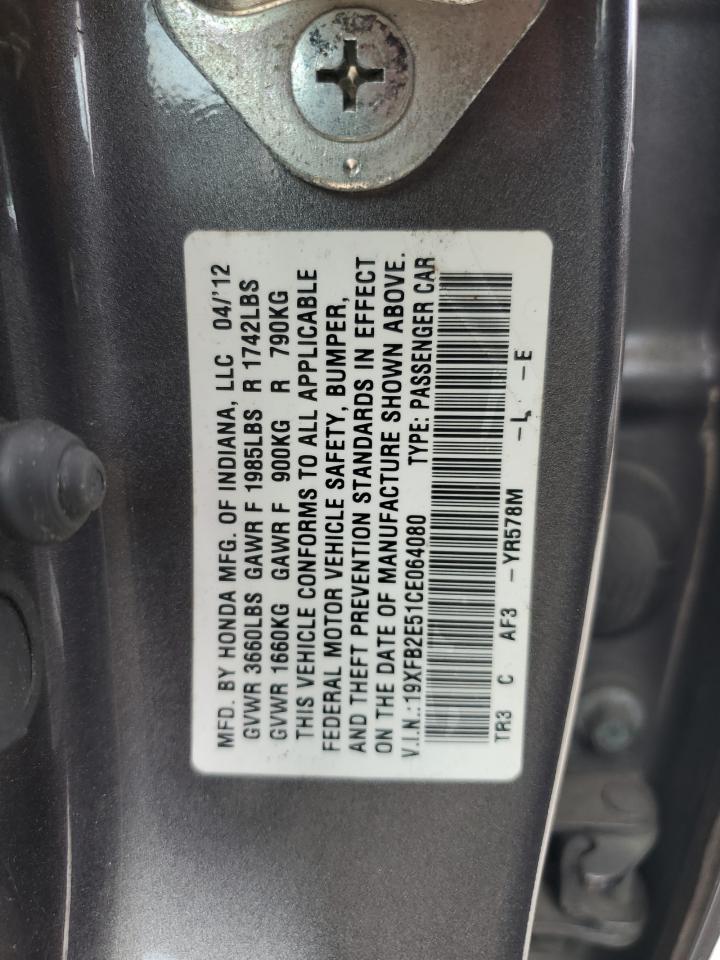 MFD. BY HONDA MFG. OF INDIANA, LLC 04/'12
GVWR 3660LBS GAWR F 1985LBS R 1742LBS
GVWR 1660KG GAWR F 900KG R 790KG
THIS VEHICLE CONFORMS TO ALL APPLICABLE
FEDERAL MOTOR VEHICLE SAFETY, BUMPER,
AND THEFT PREVENTION STANDARDS IN EFFECT
ON THE DATE OF MANUFACTURE SHOWN ABOVE.
V.I.N.:19XFB2E51CE064080 TYPE: PASSENGER CAR
TR3 C AF3 -YR578M -L -E